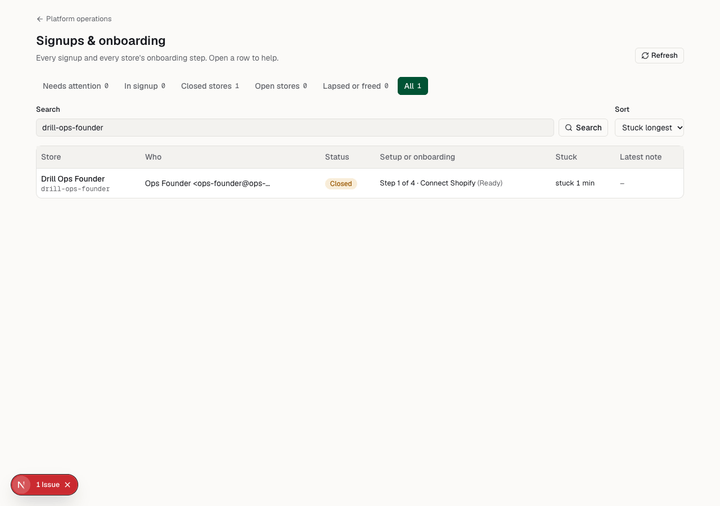 ← Platform operations
Signups & onboarding
Every signup and every store's onboarding step. Open a row to help.
Refresh
Needs attention 0 In signup 0 Closed stores 1 Open stores 0 Lapsed or freed 0 All 1
Search Sort
drill-ops-founder Search Stuck longest
Store Who Status Setup or onboarding Stuck Latest note
Drill Ops Founder
drill-ops-founder
Ops Founder <ops-founder@ops-… Closed Step 1 of 4 · Connect Shopify (Ready) stuck 1 min –
N 1 Issue ×